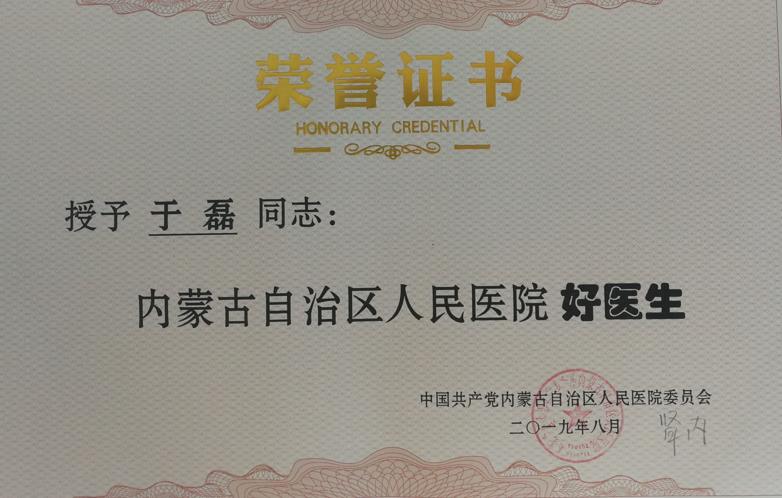 荣誉证书
HONORARY CREDENTIAL
授予 于 磊 同志：
内蒙古自治区人民医院 好医生
中国共产党内蒙古自治区人民医院委员会
二〇一九年八月
肾内